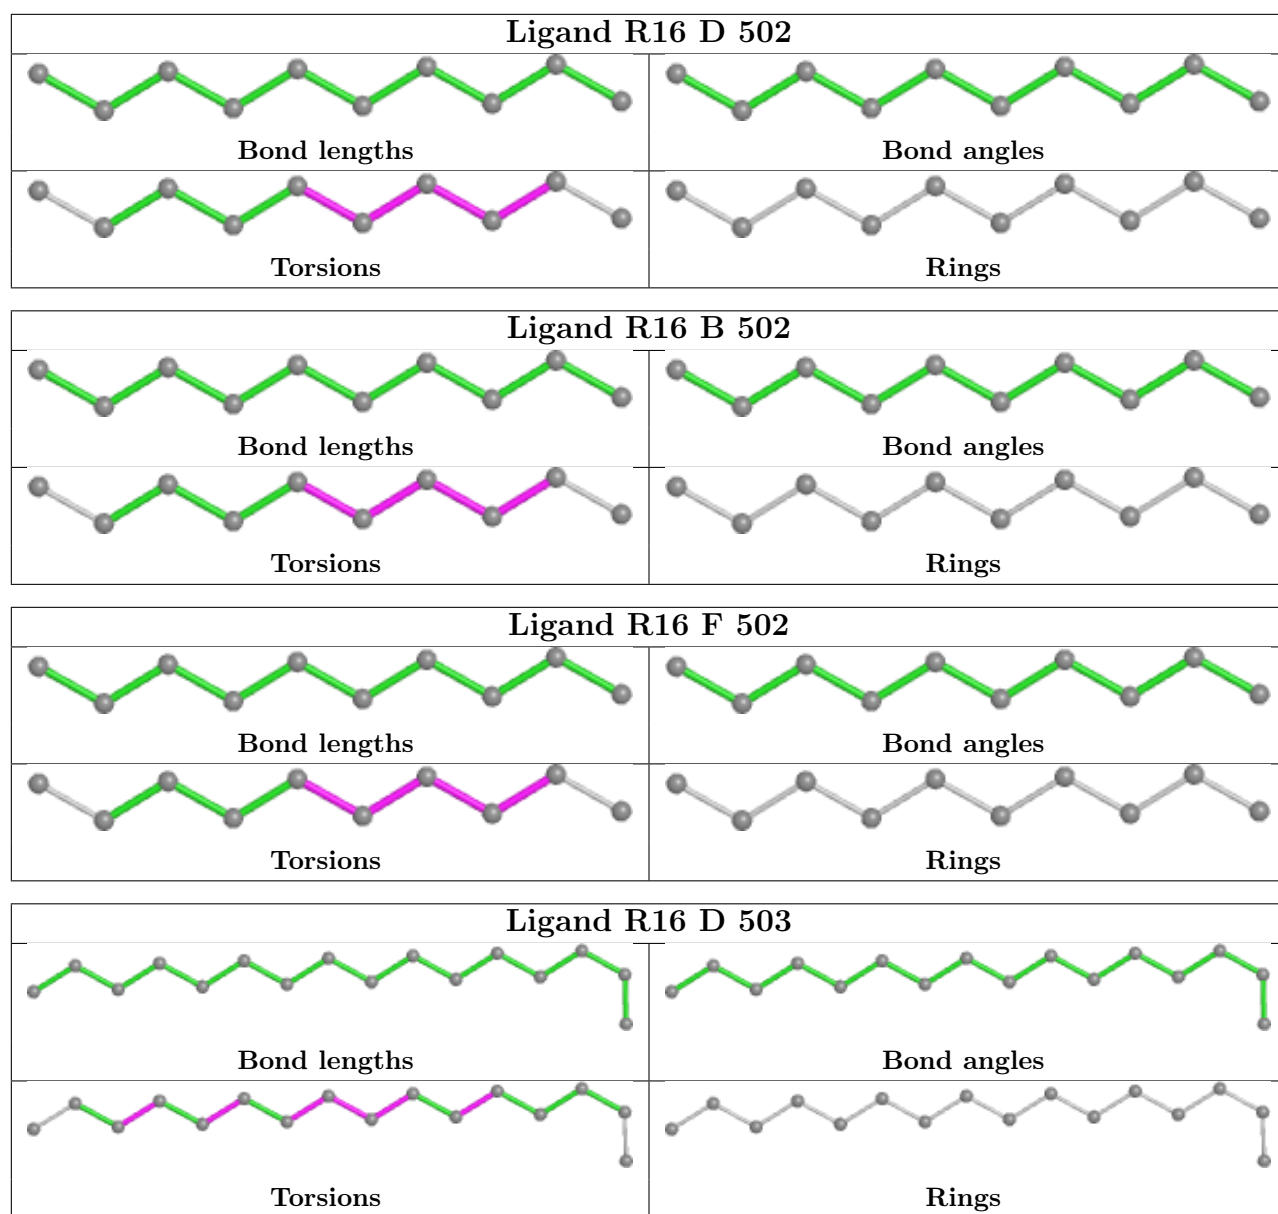 Ligand R16 D 502
Bond lengths Bond angles
Torsions Rings
Ligand R16 B 502
Bond lengths Bond angles
Torsions Rings
Ligand R16 F 502
Bond lengths Bond angles
Torsions Rings
Ligand R16 D 503
Bond lengths Bond angles
Torsions Rings